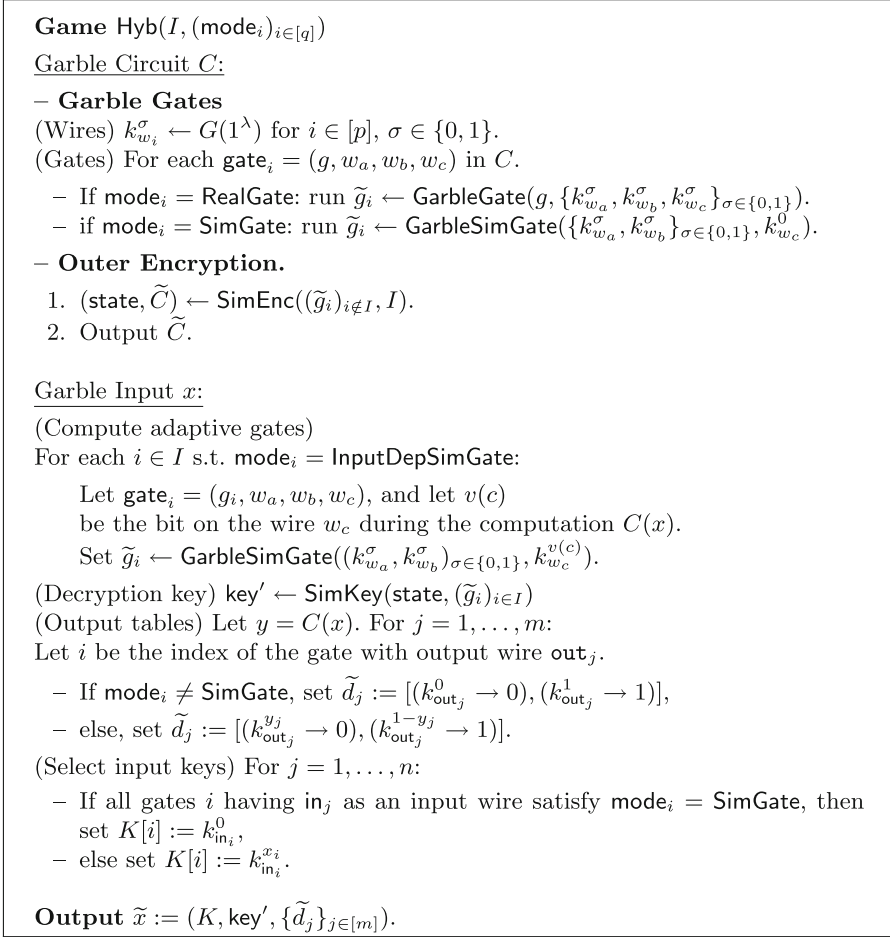 Game Hyb(I, (mode_i)_{i∈[q]})
Garble Circuit C:
– Garble Gates
(Wires) k^σ_{w_i} ← G(1^λ) for i ∈ [p], σ ∈ {0, 1}.
(Gates) For each gate_i = (g, w_a, w_b, w_c) in C.
– If mode_i = RealGate: run g̃_i ← GarbleGate(g, {k^σ_{w_a}, k^σ_{w_b}, k^σ_{w_c}}_{σ∈{0,1}}).
– if mode_i = SimGate: run g̃_i ← GarbleSimGate({k^σ_{w_a}, k^σ_{w_b}}_{σ∈{0,1}}, k^0_{w_c}).
– Outer Encryption.
1. (state, C̃) ← SimEnc((g̃_i)_{i∉I}, I).
2. Output C̃.
Garble Input x:
(Compute adaptive gates)
For each i ∈ I s.t. mode_i = InputDepSimGate:
Let gate_i = (g_i, w_a, w_b, w_c), and let v(c)
be the bit on the wire w_c during the computation C(x).
Set g̃_i ← GarbleSimGate((k^σ_{w_a}, k^σ_{w_b})_{σ∈{0,1}}, k^{v(c)}_{w_c}).
(Decryption key) key′ ← SimKey(state, (g̃_i)_{i∈I})
(Output tables) Let y = C(x). For j = 1, . . . , m:
Let i be the index of the gate with output wire out_j.
– If mode_i ≠ SimGate, set d̃_j := [(k^0_{out_j} → 0), (k^1_{out_j} → 1)],
– else, set d̃_j := [(k^{y_j}_{out_j} → 0), (k^{1−y_j}_{out_j} → 1)].
(Select input keys) For j = 1, . . . , n:
– If all gates i having in_j as an input wire satisfy mode_i = SimGate, then
set K[i] := k^0_{in_i},
– else set K[i] := k^{x_i}_{in_i}.
Output x̃ := (K, key′, {d̃_j}_{j∈[m]}).